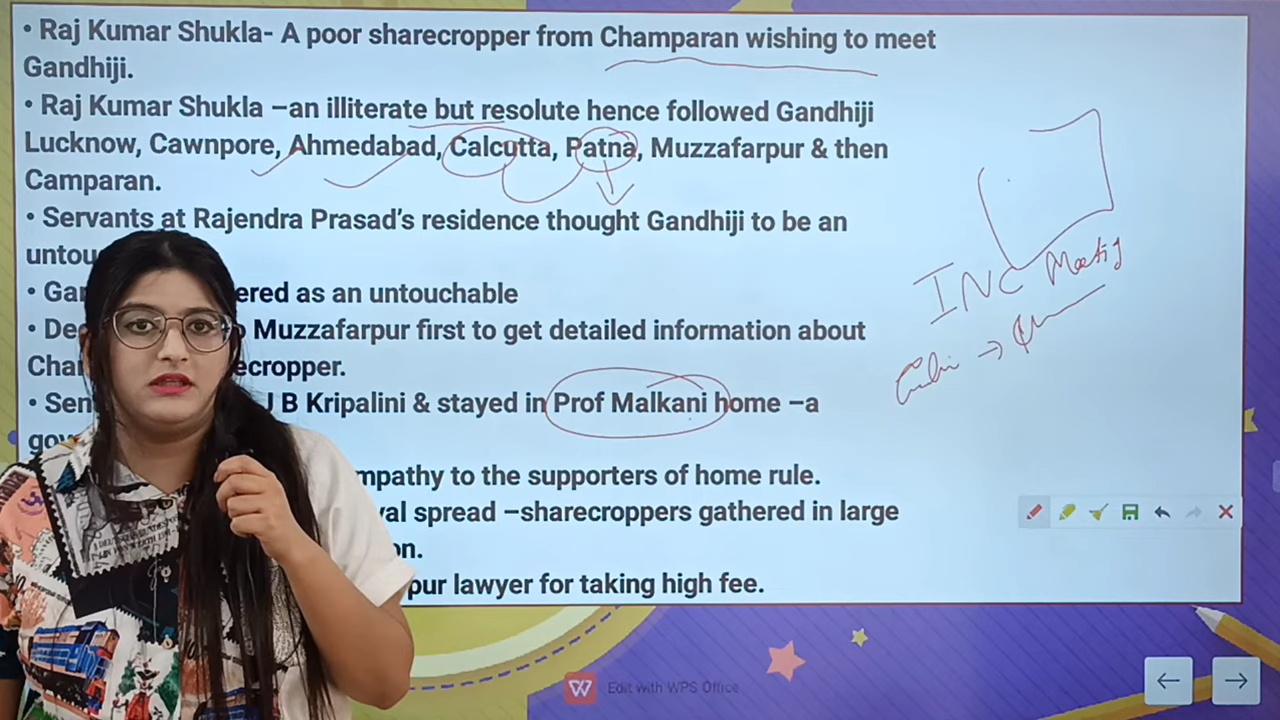 • Raj Kumar Shukla- A poor sharecropper from Champaran wishing to meet
Gandhiji.
• Raj Kumar Shukla –an illiterate but resolute hence followed Gandhiji
Lucknow, Cawnpore, Ahmedabad, Calcutta, Patna, Muzzafarpur & then
Camparan.
• Servants at Rajendra Prasad's residence thought Gandhiji to be an
untou
• Gan ered as an untouchable
• De Muzzafarpur first to get detailed information about
Cha ecropper.
• Sen J B Kripalini & stayed in Prof Malkani home –a
gov
mpathy to the supporters of home rule.
val spread –sharecroppers gathered in large
on.
pur lawyer for taking high fee.
INC Meeting
Edit with WPS Office